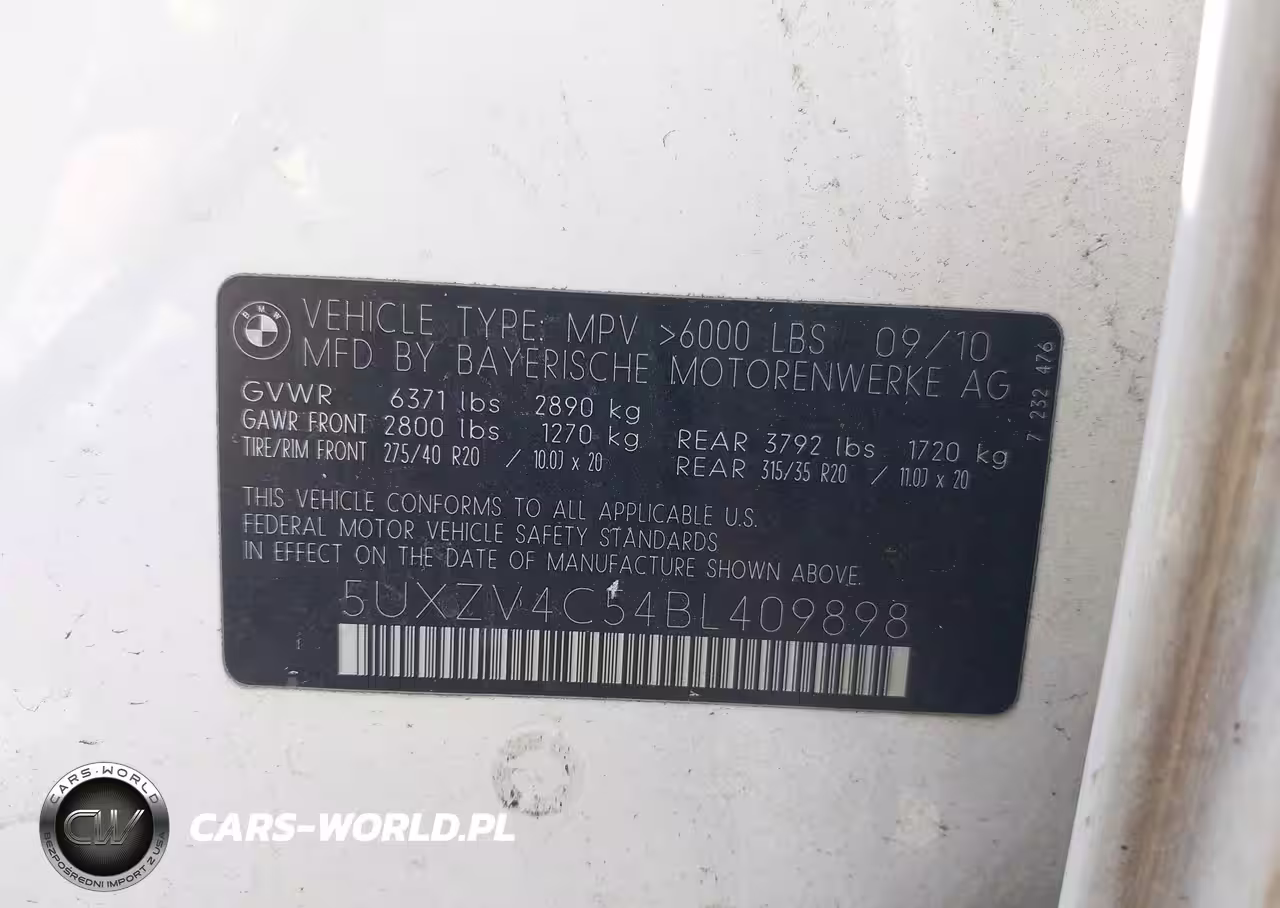 BMW
VEHICLE TYPE: MPV >6000 LBS 09/10
MFD BY BAYERISCHE MOTORENWERKE AG
7 232 476
GVWR 6371 lbs 2890 kg
GAWR FRONT 2800 lbs 1270 kg REAR 3792 lbs 1720 kg
TIRE/RIM FRONT 275/40 R20 / 10.0J x 20 REAR 315/35 R20 / 11.0J x 20
THIS VEHICLE CONFORMS TO ALL APPLICABLE U.S.
FEDERAL MOTOR VEHICLE SAFETY STANDARDS
IN EFFECT ON THE DATE OF MANUFACTURE SHOWN ABOVE.
5UXZV4C54BL409898
CARS-WORLD
CW
BEZPOŚREDNI IMPORT Z USA
CARS-WORLD.PL